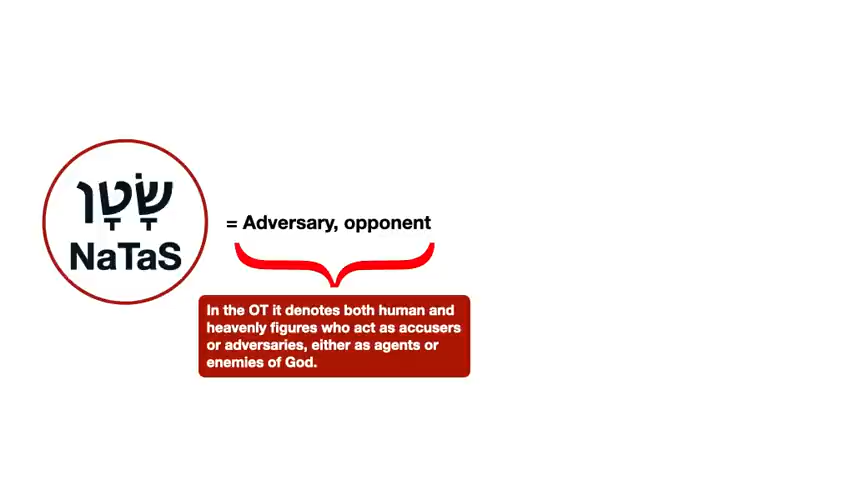 שָׂטָן
NaTaS
= Adversary, opponent
In the OT it denotes both human and
heavenly figures who act as accusers
or adversaries, either as agents or
enemies of God.